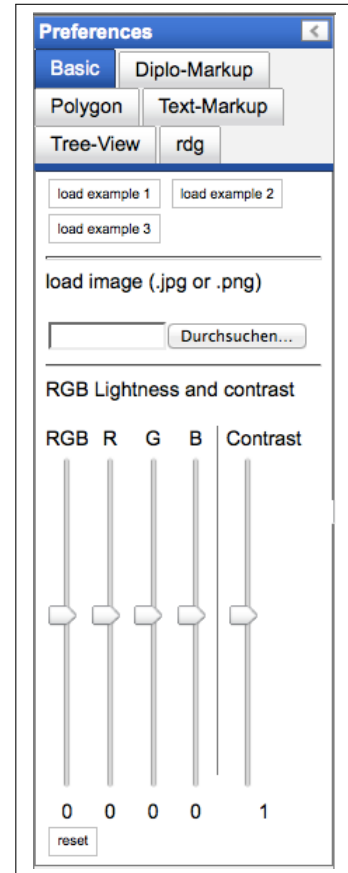 Preferences <
Basic Diplo-Markup
Polygon Text-Markup
Tree-View rdg
load example 1 load example 2
load example 3
load image (.jpg or .png)
Durchsuchen...
RGB Lightness and contrast
RGB R G B Contrast
0 0 0 0 1
reset